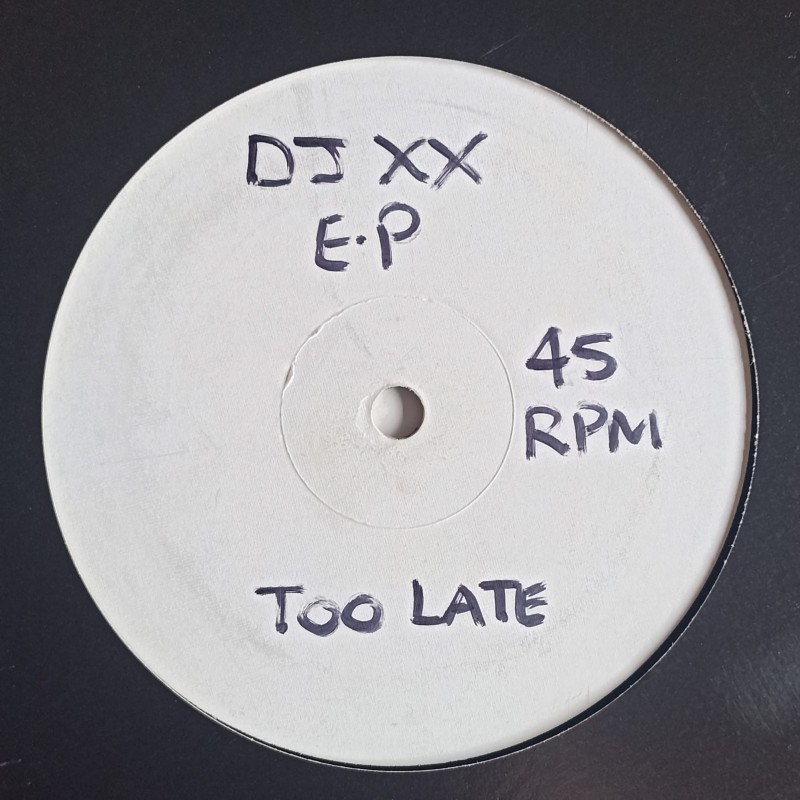 DJ XX
E.P
45
RPM
TOO LATE